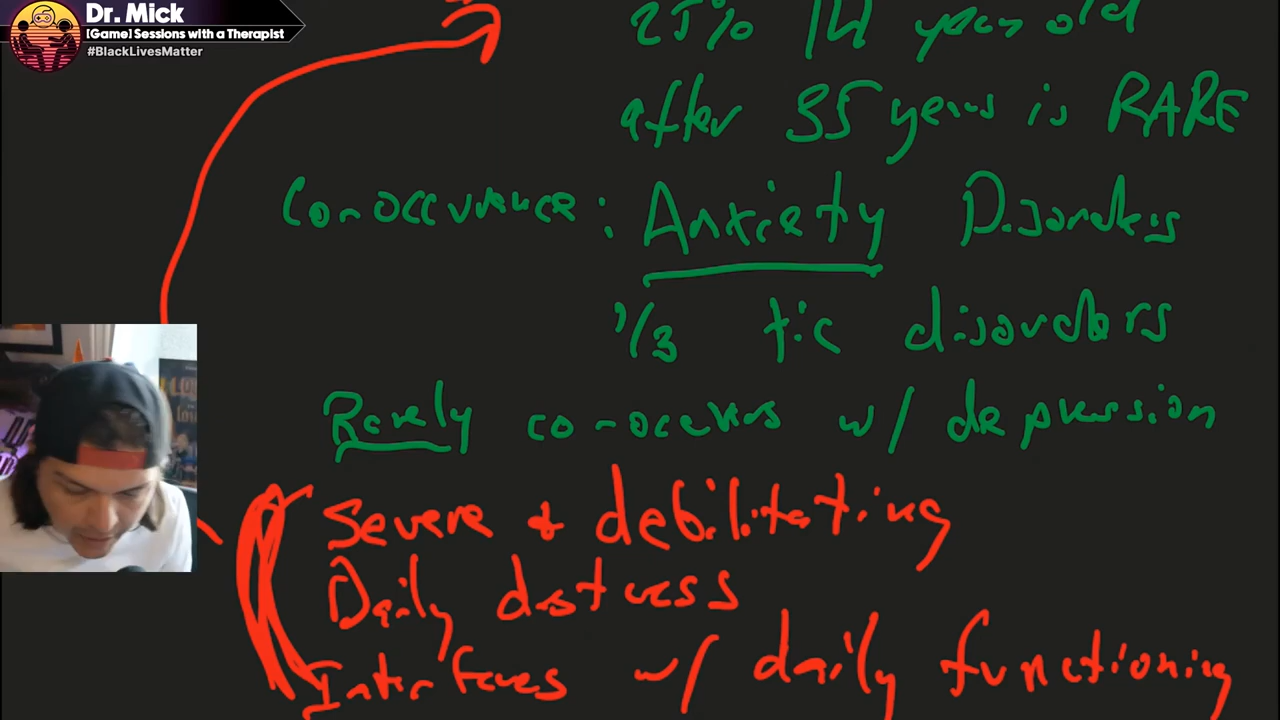 Dr. Mick
[Game] Sessions with a Therapist
#BlackLivesMatter
25% 14 years old
after 35 years is RARE
Co-occurrence: Anxiety Disorders
1/3 tic disorders
Rarely co-occurs w/ depression
Severe & debilitating
Daily distress
Interferes w/ daily functioning